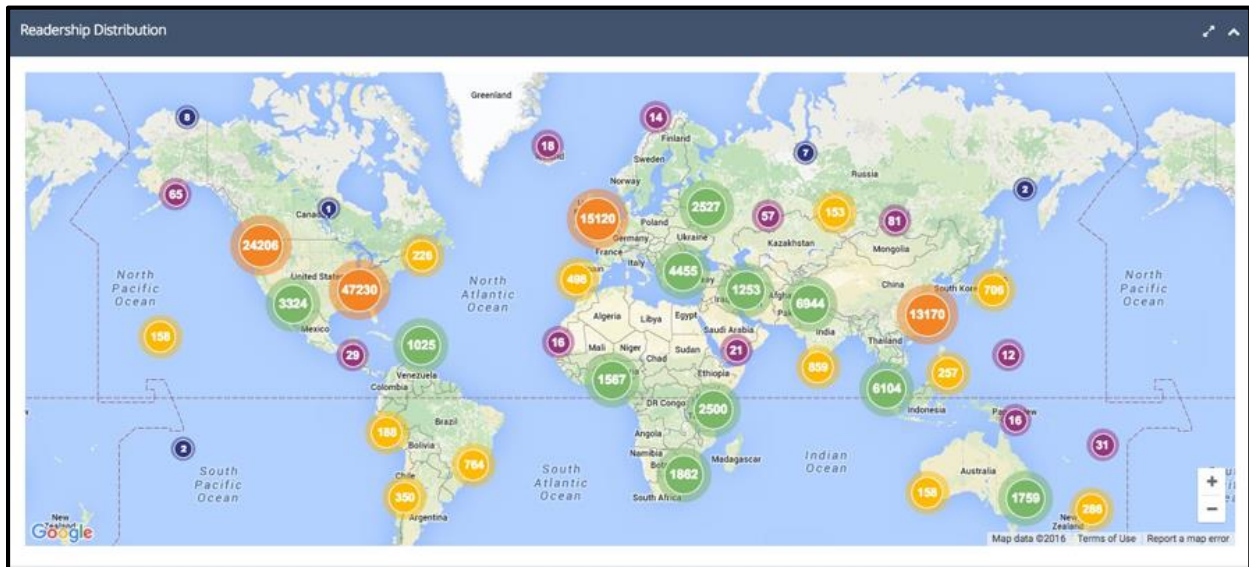 Readership Distribution
Greenland
8
14
18
Finland
7
Sweden
Russia
65
Norway
2
Canada
1
15120
2527
57
153
81
Poland
Germany
Ukraine
Kazakhstan
Mongolia
24206
226
France
Italy
North
Pacific
Ocean
United States
47230
North
Atlantic
Ocean
498
4455
1253
6944
China
South Korea
706
North
Pacific
Ocean
3324
Algeria
Libya
Egypt
13170
Mexico
Saudi Arabia
India
158
1025
16
Mali
Niger
Chad
Sudan
21
Thailand
12
29
Venezuela
Ethiopia
859
257
Colombia
1567
6104
DR Congo
2500
Indonesia
188
Brazil
16
Angola
31
2
Bolivia
Namibia
Madagascar
Indian
Ocean
South
Pacific
Ocean
764
South
Atlantic
Ocean
1862
Australia
Chile
350
South Africa
158
1759
286
Argentina
New
Zealand
New
Zealand
+
−
Google
Map data ©2016
Terms of Use
Report a map error